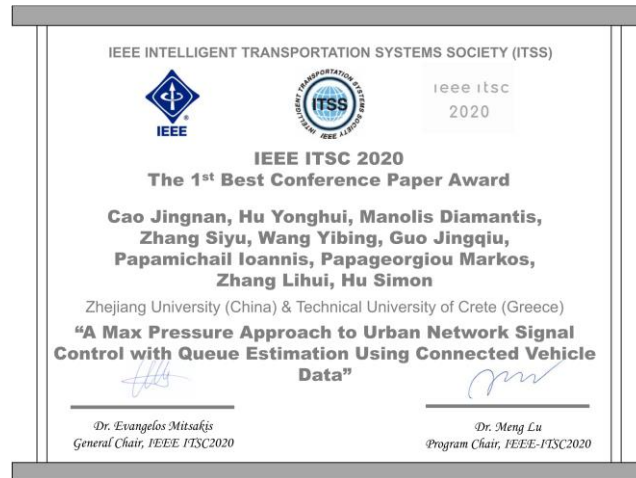 IEEE INTELLIGENT TRANSPORTATION SYSTEMS SOCIETY (ITSS)
IEEE
INTELLIGENT TRANSPORTATION SYSTEMS SOCIETY
ITSS
IEEE
ieee itsc
2020
IEEE ITSC 2020
The 1st Best Conference Paper Award
Cao Jingnan, Hu Yonghui, Manolis Diamantis,
Zhang Siyu, Wang Yibing, Guo Jingqiu,
Papamichail Ioannis, Papageorgiou Markos,
Zhang Lihui, Hu Simon
Zhejiang University (China) & Technical University of Crete (Greece)
“A Max Pressure Approach to Urban Network Signal
Control with Queue Estimation Using Connected Vehicle
Data”
Dr. Evangelos Mitsakis
General Chair, IEEE ITSC2020
Dr. Meng Lu
Program Chair, IEEE-ITSC2020